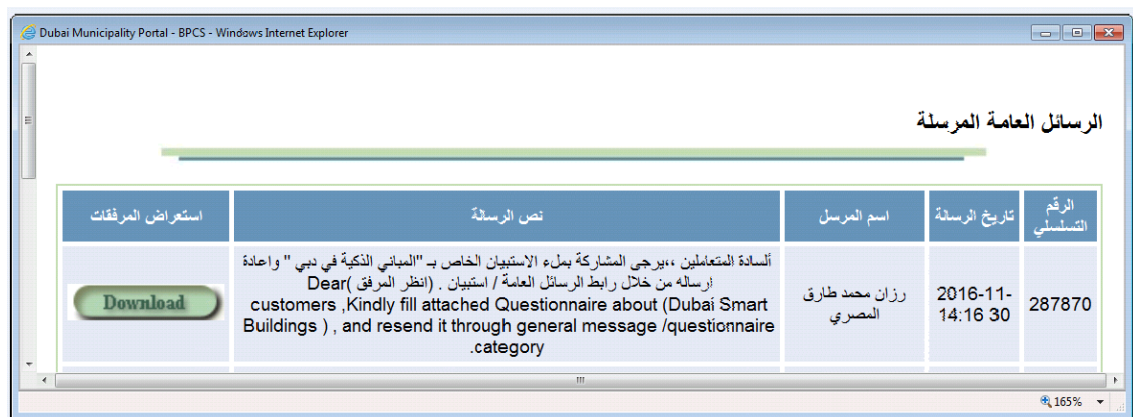 Dubai Municipality Portal - BPCS - Windows Internet Explorer
الرسائل العامة المرسلة
الرقم التسلسلي
تاريخ الرسالة
اسم المرسل
نص الرسالة
استعراض المرفقات
287870
2016-11-30 14:16
رزان محمد طارق
المصري
ألسادة المتعاملين ،،يرجى المشاركة بملء الاستبيان الخاص بـ "المباني الذكية في دبي " واعادة
ارساله من خلال رابط الرسائل العامة / استبيان . (انظر المرفق )Dear
customers ,Kindly fill attached Questionnaire about (Dubai Smart
Buildings ) , and resend it through general message /questionnaire
category.
Download
165%